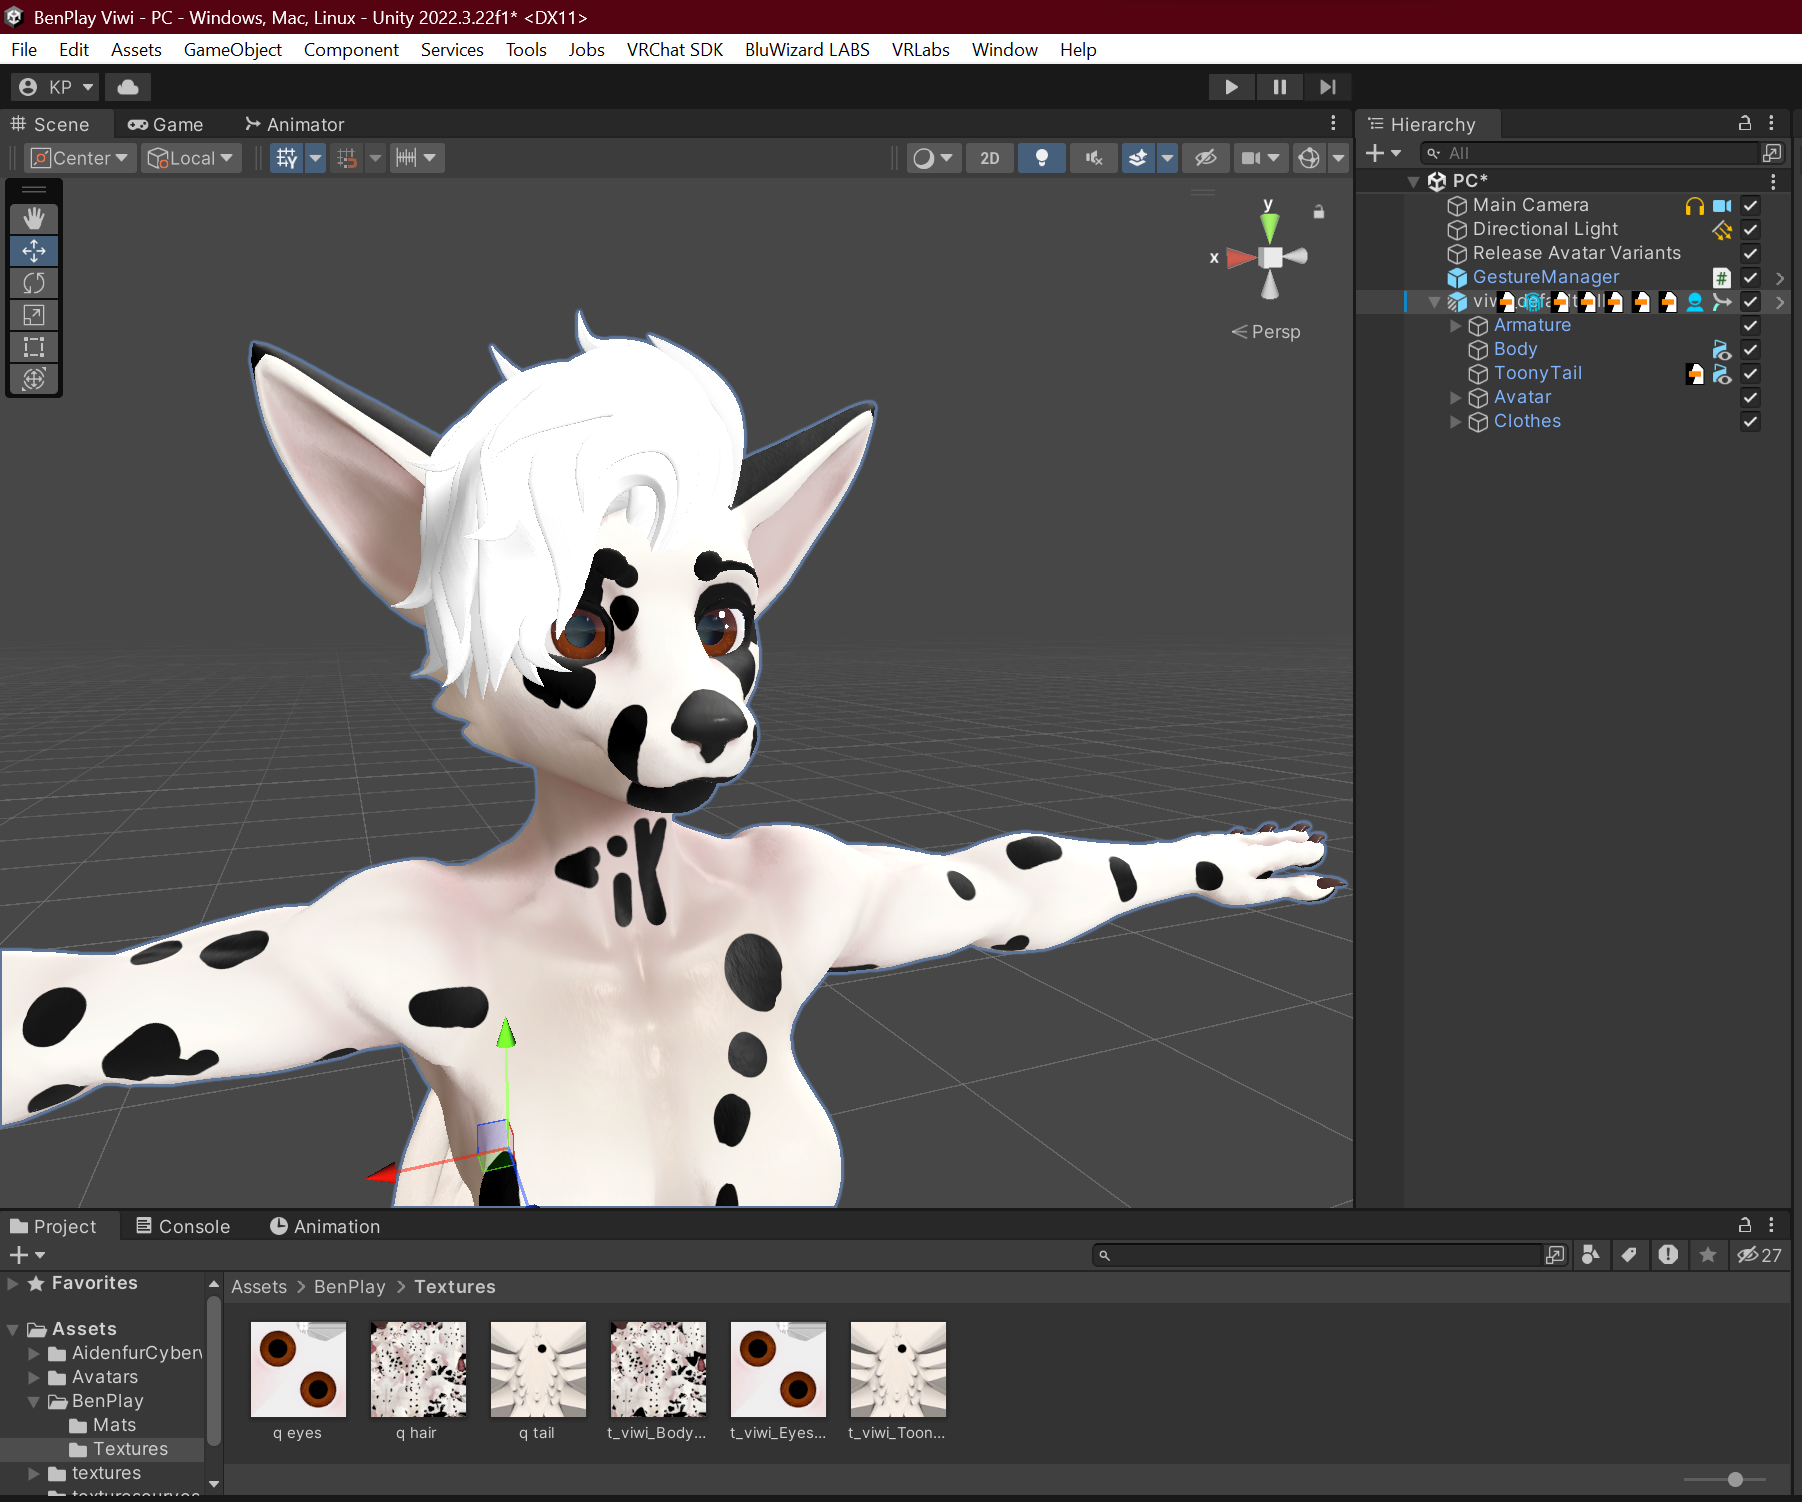 BenPlay Viwi - PC - Windows, Mac, Linux - Unity 2022.3.22f1* <DX11>
File Edit Assets GameObject Component Services Tools Jobs VRChat SDK BluWizard LABS VRLabs Window Help
KP
Scene Game Animator
Center Local 2D
y
x
Persp
Hierarchy
All
PC*
Main Camera
Directional Light
Release Avatar Variants
GestureManager
Armature
Body
ToonyTail
Avatar
Clothes
Project Console Animation
27
Favorites
Assets
AidenfurCyberv
Avatars
BenPlay
Mats
Textures
textures
Assets > BenPlay > Textures
q eyes
q hair
q tail
t_viwi_Body...
t_viwi_Eyes...
t_viwi_Toon...